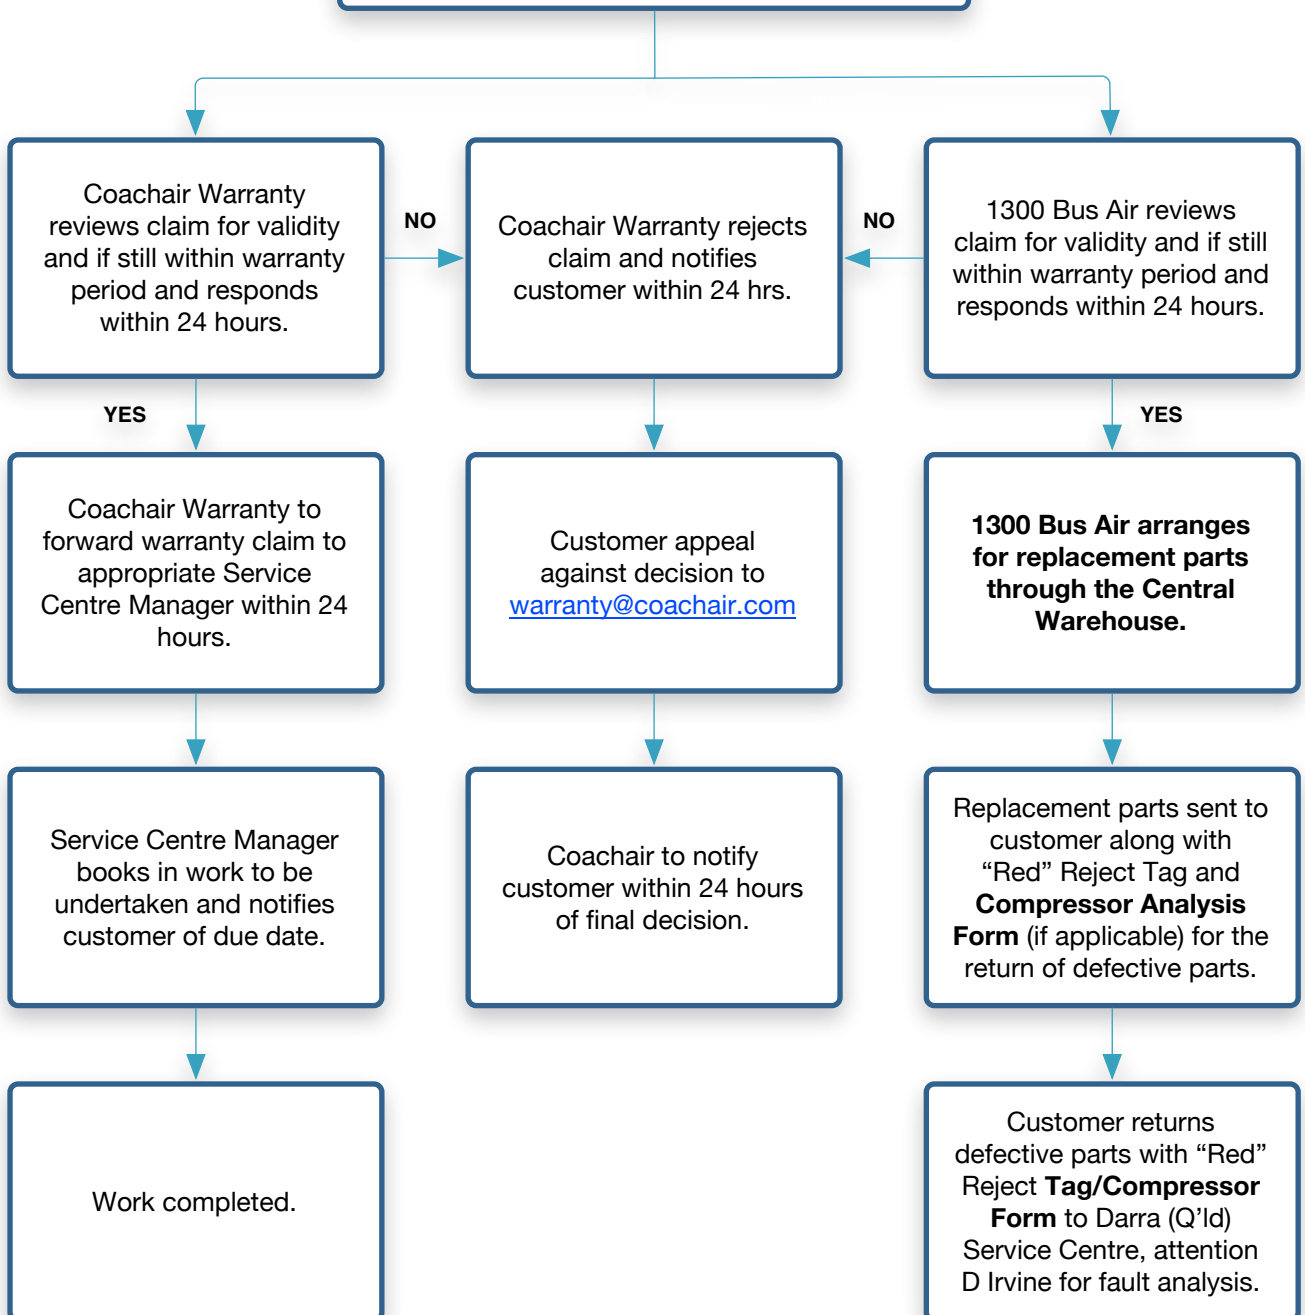 Coachair Warranty
reviews claim for validity
and if still within warranty
period and responds
within 24 hours.
NO
Coachair Warranty rejects
claim and notifies
customer within 24 hrs.
NO
1300 Bus Air reviews
claim for validity and if still
within warranty period and
responds within 24 hours.
YES
YES
Coachair Warranty to
forward warranty claim to
appropriate Service
Centre Manager within 24
hours.
Customer appeal
against decision to
warranty@coachair.com
1300 Bus Air arranges
for replacement parts
through the Central
Warehouse.
Service Centre Manager
books in work to be
undertaken and notifies
customer of due date.
Coachair to notify
customer within 24 hours
of final decision.
Replacement parts sent to
customer along with
“Red” Reject Tag and
Compressor Analysis
Form (if applicable) for the
return of defective parts.
Work completed.
Customer returns
defective parts with “Red”
Reject Tag/Compressor
Form to Darra (Q’ld)
Service Centre, attention
D Irvine for fault analysis.